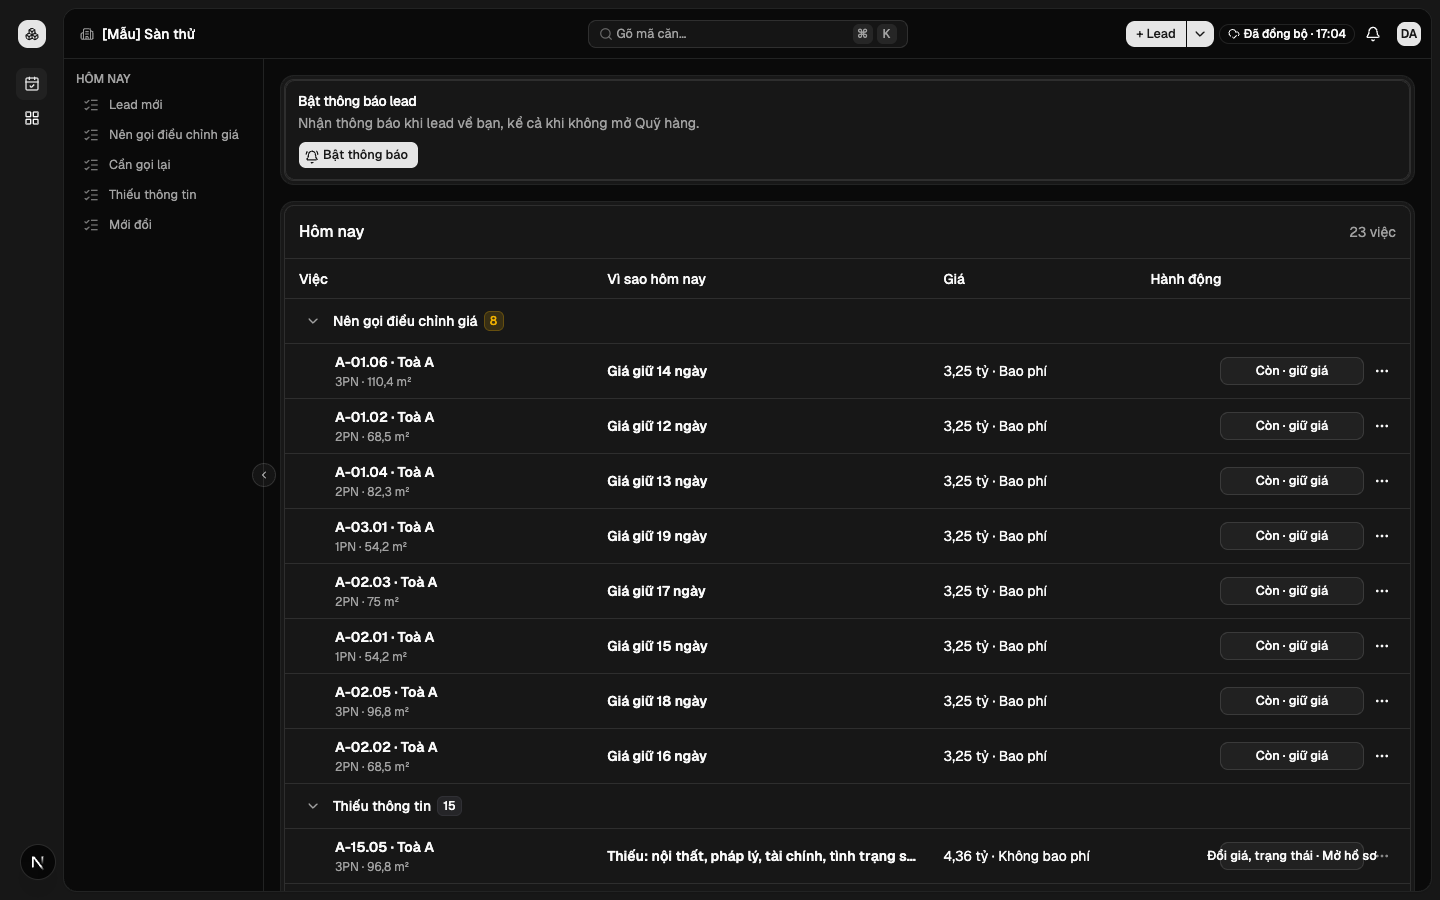 [Mẫu] Sàn thử
Gõ mã căn...
⌘ K
+ Lead
Đã đồng bộ · 17:04
DA
HÔM NAY
Lead mới
Nên gọi điều chỉnh giá
Cần gọi lại
Thiếu thông tin
Mới đổi
Bật thông báo lead
Nhận thông báo khi lead về bạn, kể cả khi không mở Quỹ hàng.
Bật thông báo
Hôm nay
23 việc
Việc
Vì sao hôm nay
Giá
Hành động
Nên gọi điều chỉnh giá 8
A-01.06 · Toà A
3PN · 110,4 m²
Giá giữ 14 ngày
3,25 tỷ · Bao phí
Còn · giữ giá
A-01.02 · Toà A
2PN · 68,5 m²
Giá giữ 12 ngày
3,25 tỷ · Bao phí
Còn · giữ giá
A-01.04 · Toà A
2PN · 82,3 m²
Giá giữ 13 ngày
3,25 tỷ · Bao phí
Còn · giữ giá
A-03.01 · Toà A
1PN · 54,2 m²
Giá giữ 19 ngày
3,25 tỷ · Bao phí
Còn · giữ giá
A-02.03 · Toà A
2PN · 75 m²
Giá giữ 17 ngày
3,25 tỷ · Bao phí
Còn · giữ giá
A-02.01 · Toà A
1PN · 54,2 m²
Giá giữ 15 ngày
3,25 tỷ · Bao phí
Còn · giữ giá
A-02.05 · Toà A
3PN · 96,8 m²
Giá giữ 18 ngày
3,25 tỷ · Bao phí
Còn · giữ giá
A-02.02 · Toà A
2PN · 68,5 m²
Giá giữ 16 ngày
3,25 tỷ · Bao phí
Còn · giữ giá
Thiếu thông tin 15
A-15.05 · Toà A
3PN · 96,8 m²
Thiếu: nội thất, pháp lý, tài chính, tình trạng s...
4,36 tỷ · Không bao phí
Đổi giá, trạng thái · Mở hồ sơ
N